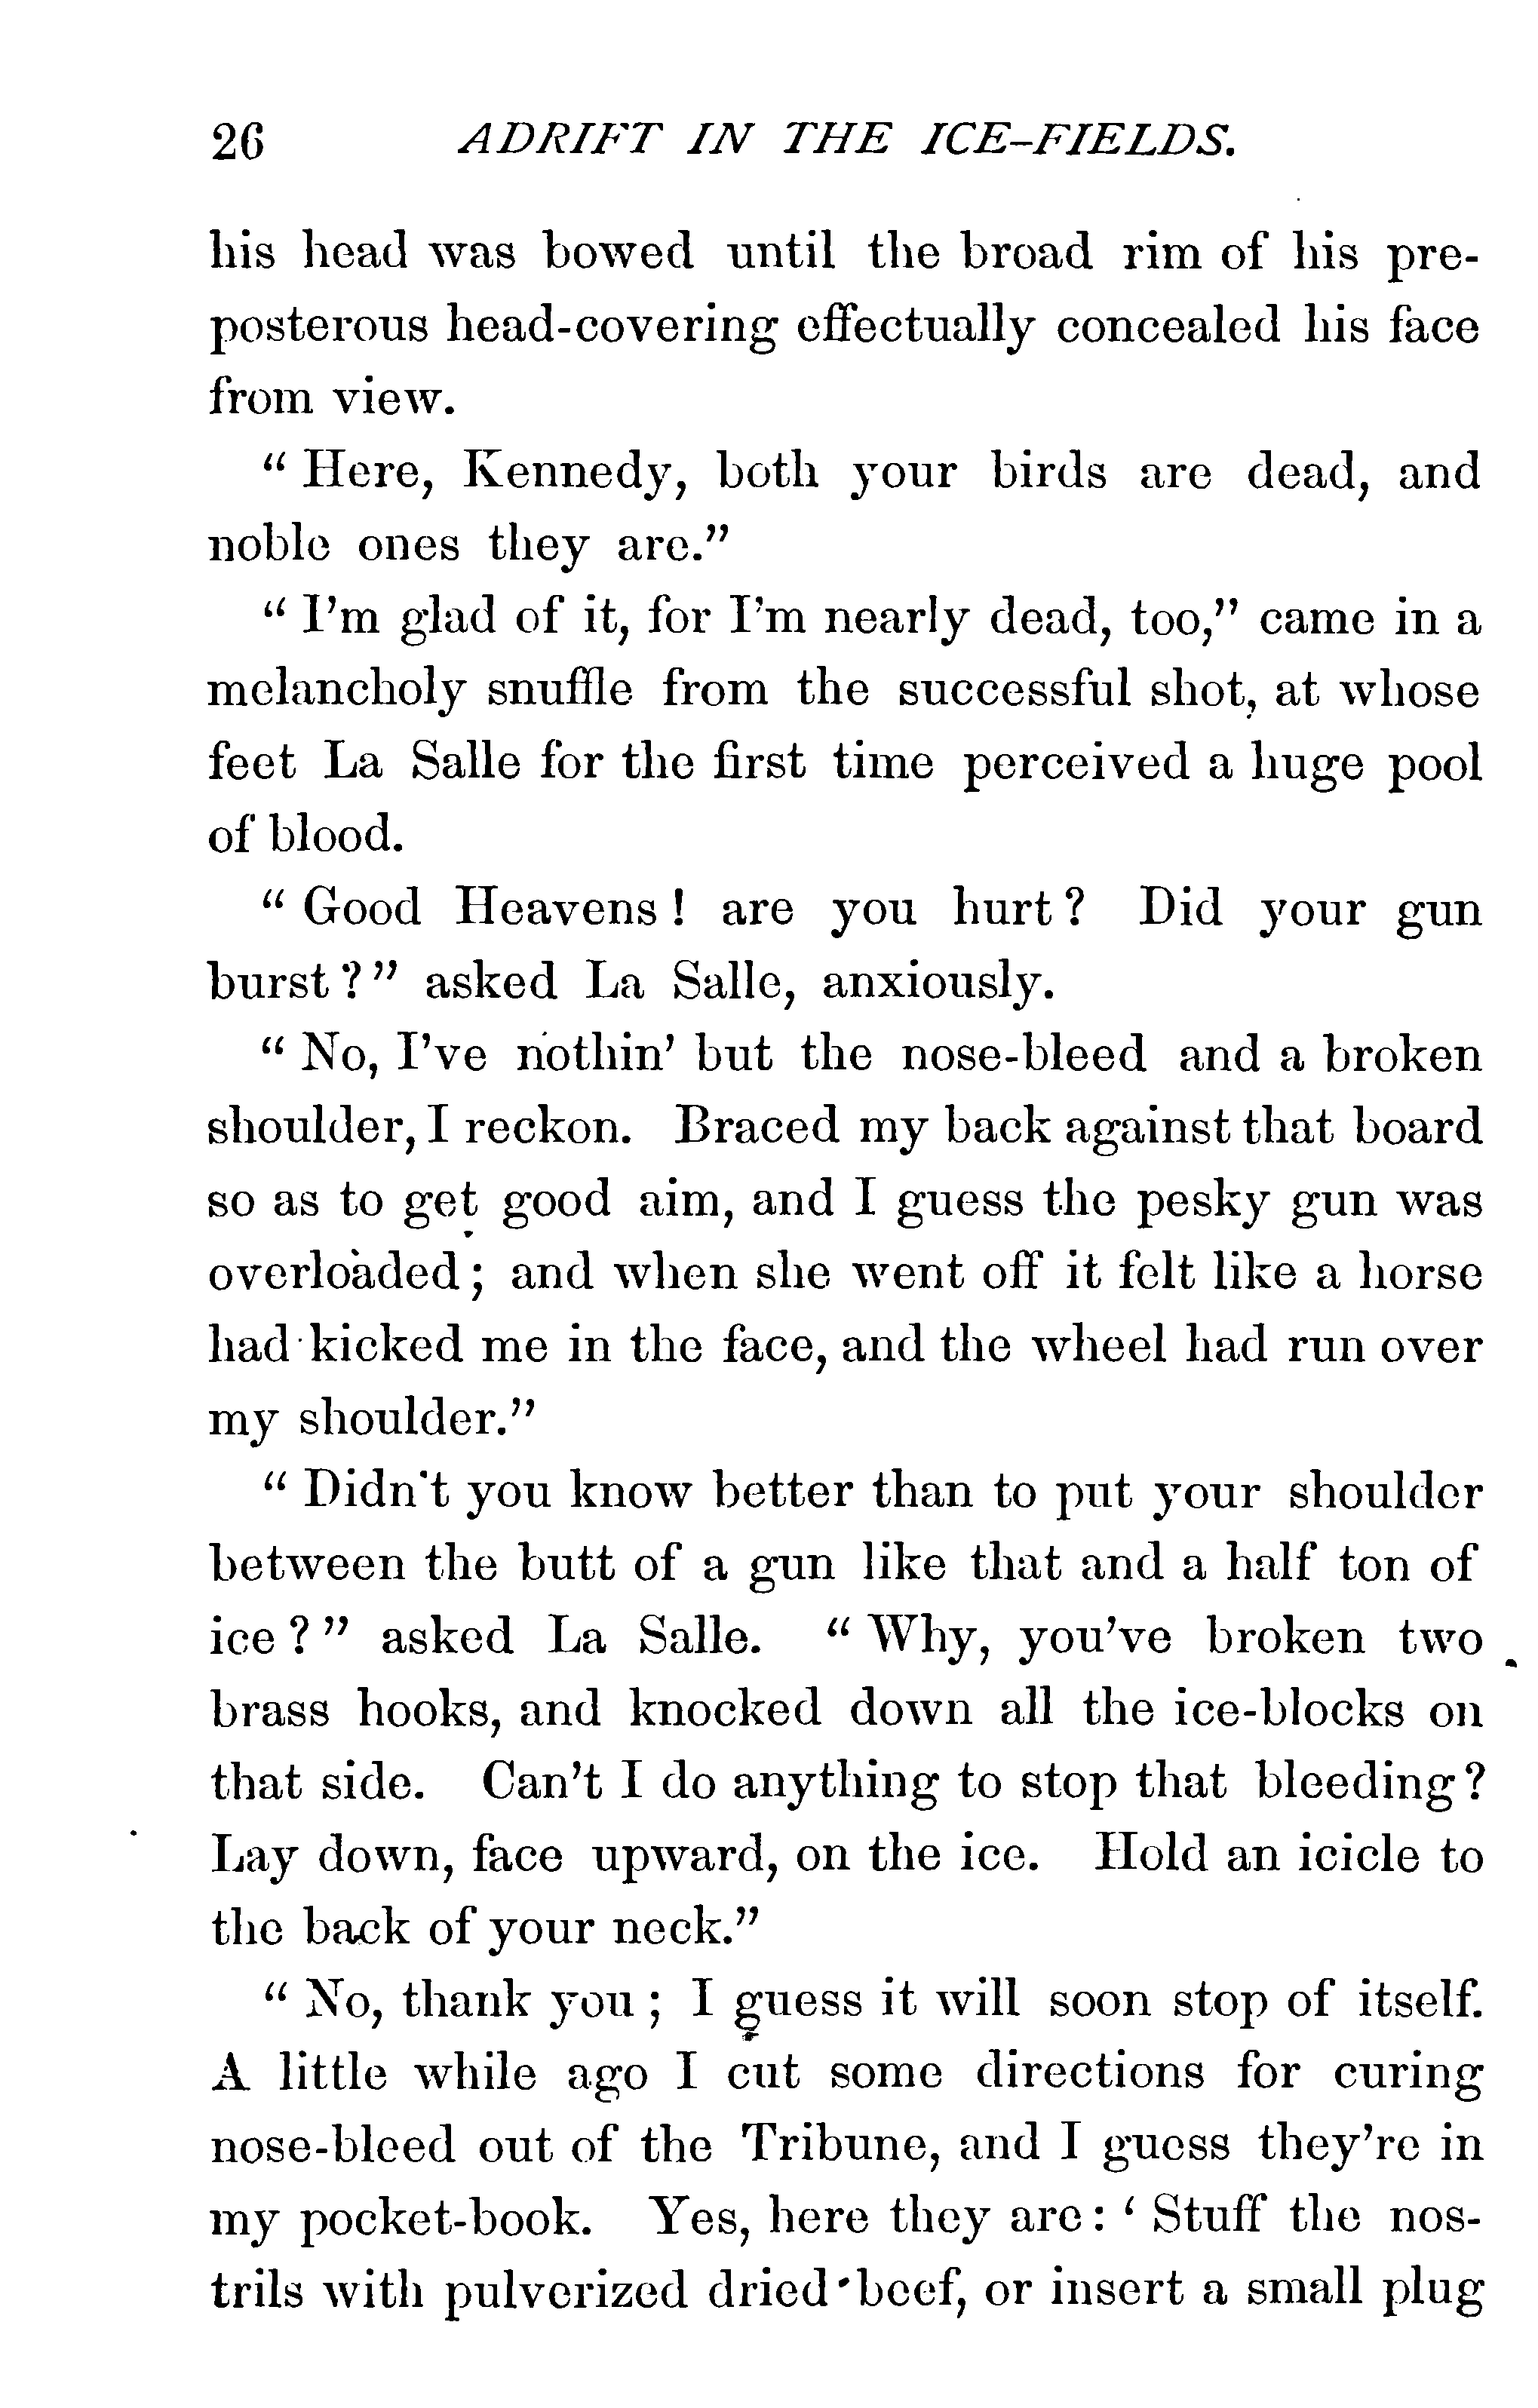 26 ADRIFT IN THE ICE-FIELDS.
his head was bowed until the broad rim of his pre-
posterous head-covering effectually concealed his face
from view.
“ Here, Kennedy, both your birds are dead, and
noble ones they are.”
“ I’m glad of it, for I’m nearly dead, too,” came in a
melancholy snuffle from the successful shot, at whose
feet La Salle for the first time perceived a huge pool
of blood.
“ Good Heavens ! are you hurt ? Did your gun
burst ? ” asked La Salle, anxiously.
“ No, I’ve nothin’ but the nose-bleed and a broken
shoulder, I reckon. Braced my back against that board
so as to get good aim, and I guess the pesky gun was
overloaded ; and when she went off it felt like a horse
had kicked me in the face, and the wheel had run over
my shoulder.”
“ Didn’t you know better than to put your shoulder
between the butt of a gun like that and a half ton of
ice ? ” asked La Salle. “ Why, you’ve broken two
brass hooks, and knocked down all the ice-blocks on
that side. Can’t I do anything to stop that bleeding ?
Lay down, face upward, on the ice. Hold an icicle to
the back of your neck.”
“ No, thank you ; I guess it will soon stop of itself.
A little while ago I cut some directions for curing
nose-bleed out of the Tribune, and I guess they’re in
my pocket-book. Yes, here they are : ‘ Stuff the nos-
trils with pulverized dried beef, or insert a small plug